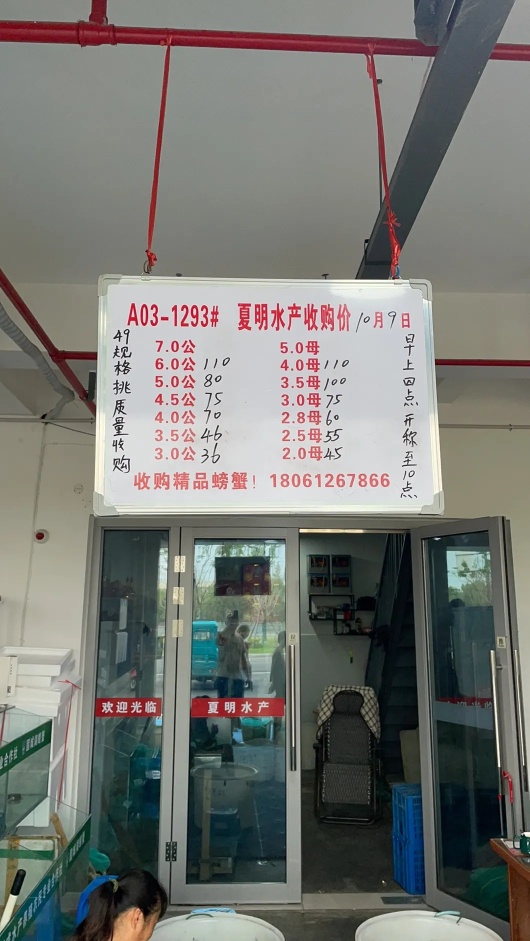 A03-1293# 夏明水产收购价 10月9日
49规格挑质量收购
7.0公
6.0公 110
5.0公 80
4.5公 75
4.0公 70
3.5公 46
3.0公 36
5.0母
4.0母 110
3.5母 100
3.0母 75
2.8母 60
2.5母 55
2.0母 45
早上四点开称至10点
收购精品螃蟹！18061267866
欢迎光临
夏明水产